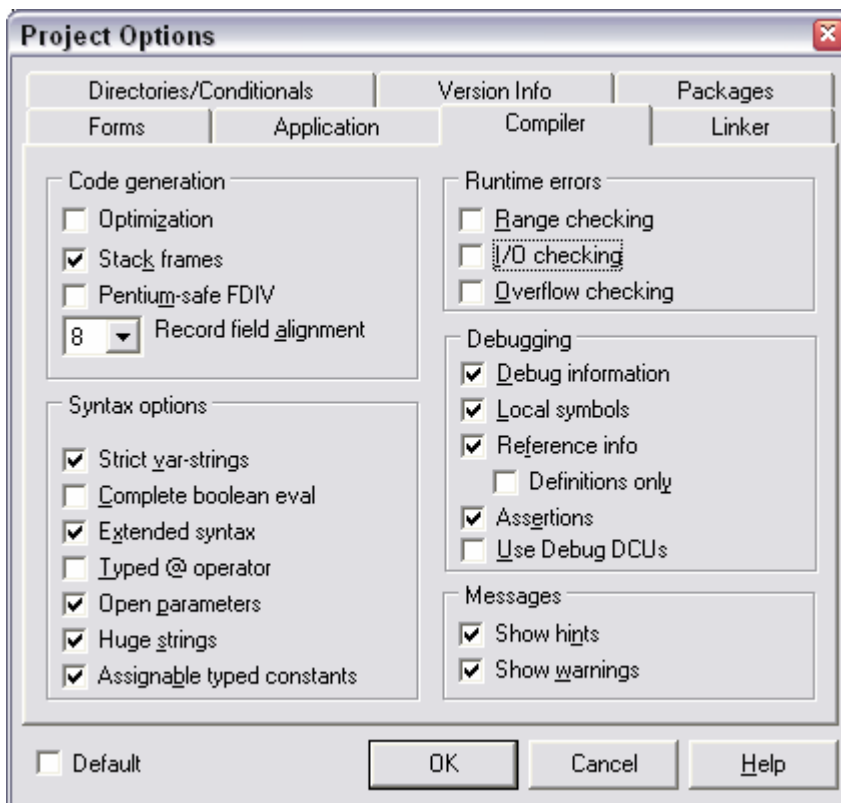 Project Options
Directories/Conditionals
Version Info
Packages
Forms
Application
Compiler
Linker
Code generation
Optimization
Stack frames
Pentium-safe FDIV
8
Record field alignment
Syntax options
Strict var-strings
Complete boolean eval
Extended syntax
Typed @ operator
Open parameters
Huge strings
Assignable typed constants
Runtime errors
Range checking
I/O checking
Overflow checking
Debugging
Debug information
Local symbols
Reference info
Definitions only
Assertions
Use Debug DCUs
Messages
Show hints
Show warnings
Default
OK
Cancel
Help